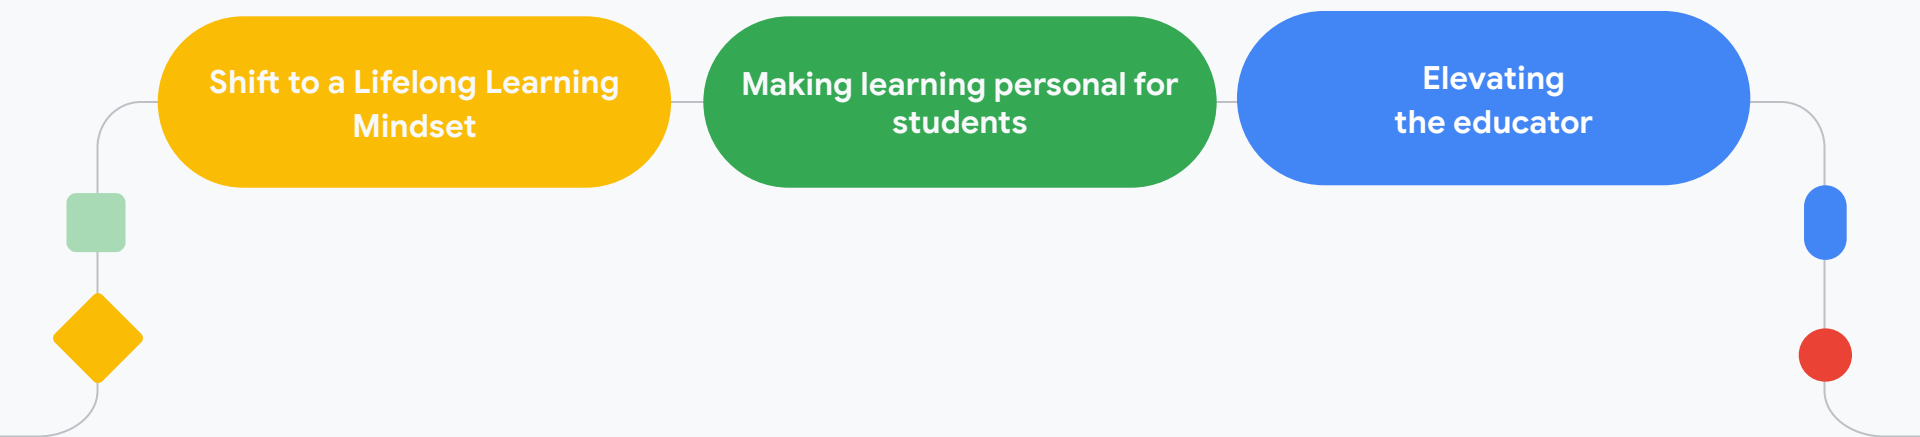 Shift to a Lifelong Learning
Mindset
Making learning personal for
students
Elevating
the educator